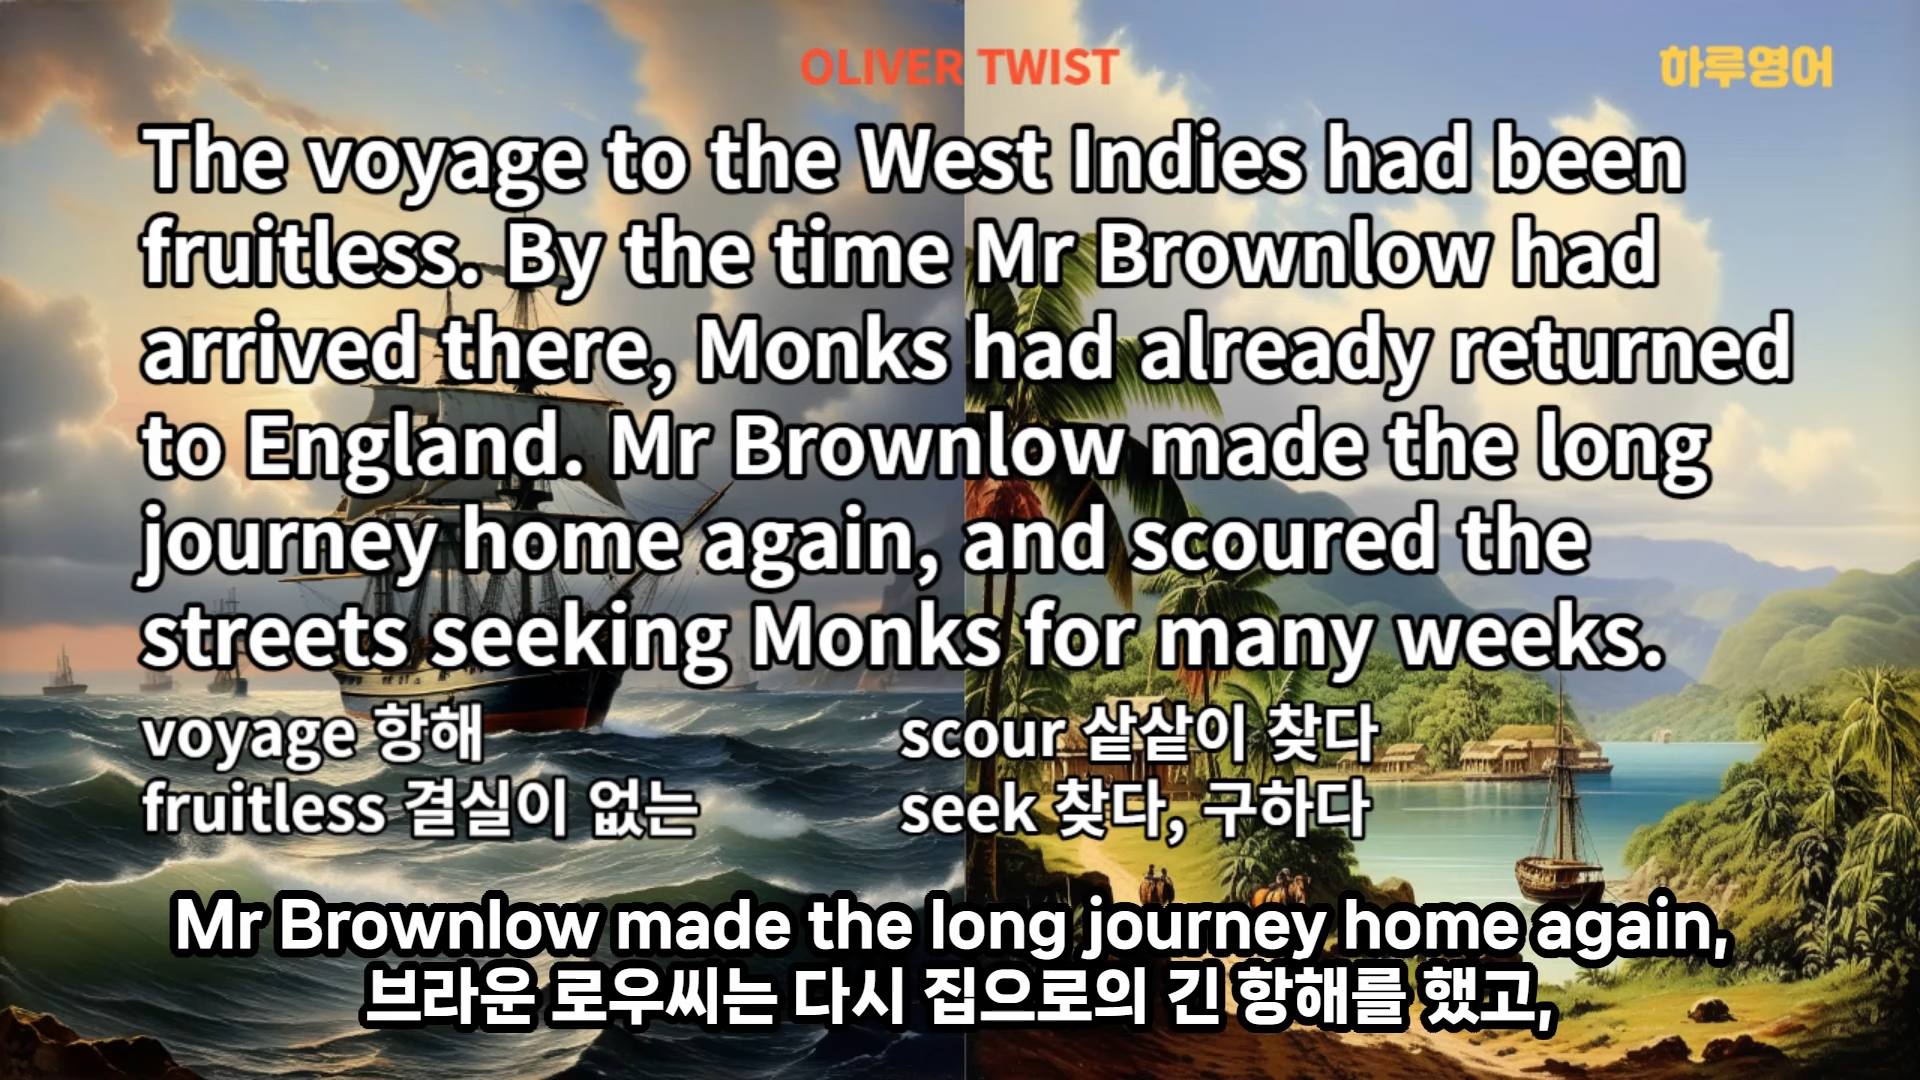 OLIVER TWIST
하루영어
The voyage to the West Indies had been
fruitless. By the time Mr Brownlow had
arrived there, Monks had already returned
to England. Mr Brownlow made the long
journey home again, and scoured the
streets seeking Monks for many weeks.
voyage 항해
fruitless 결실이 없는
scour 샅샅이 찾다
seek 찾다, 구하다
Mr Brownlow made the long journey home again,
브라운 로우씨는 다시 집으로의 긴 항해를 했고,